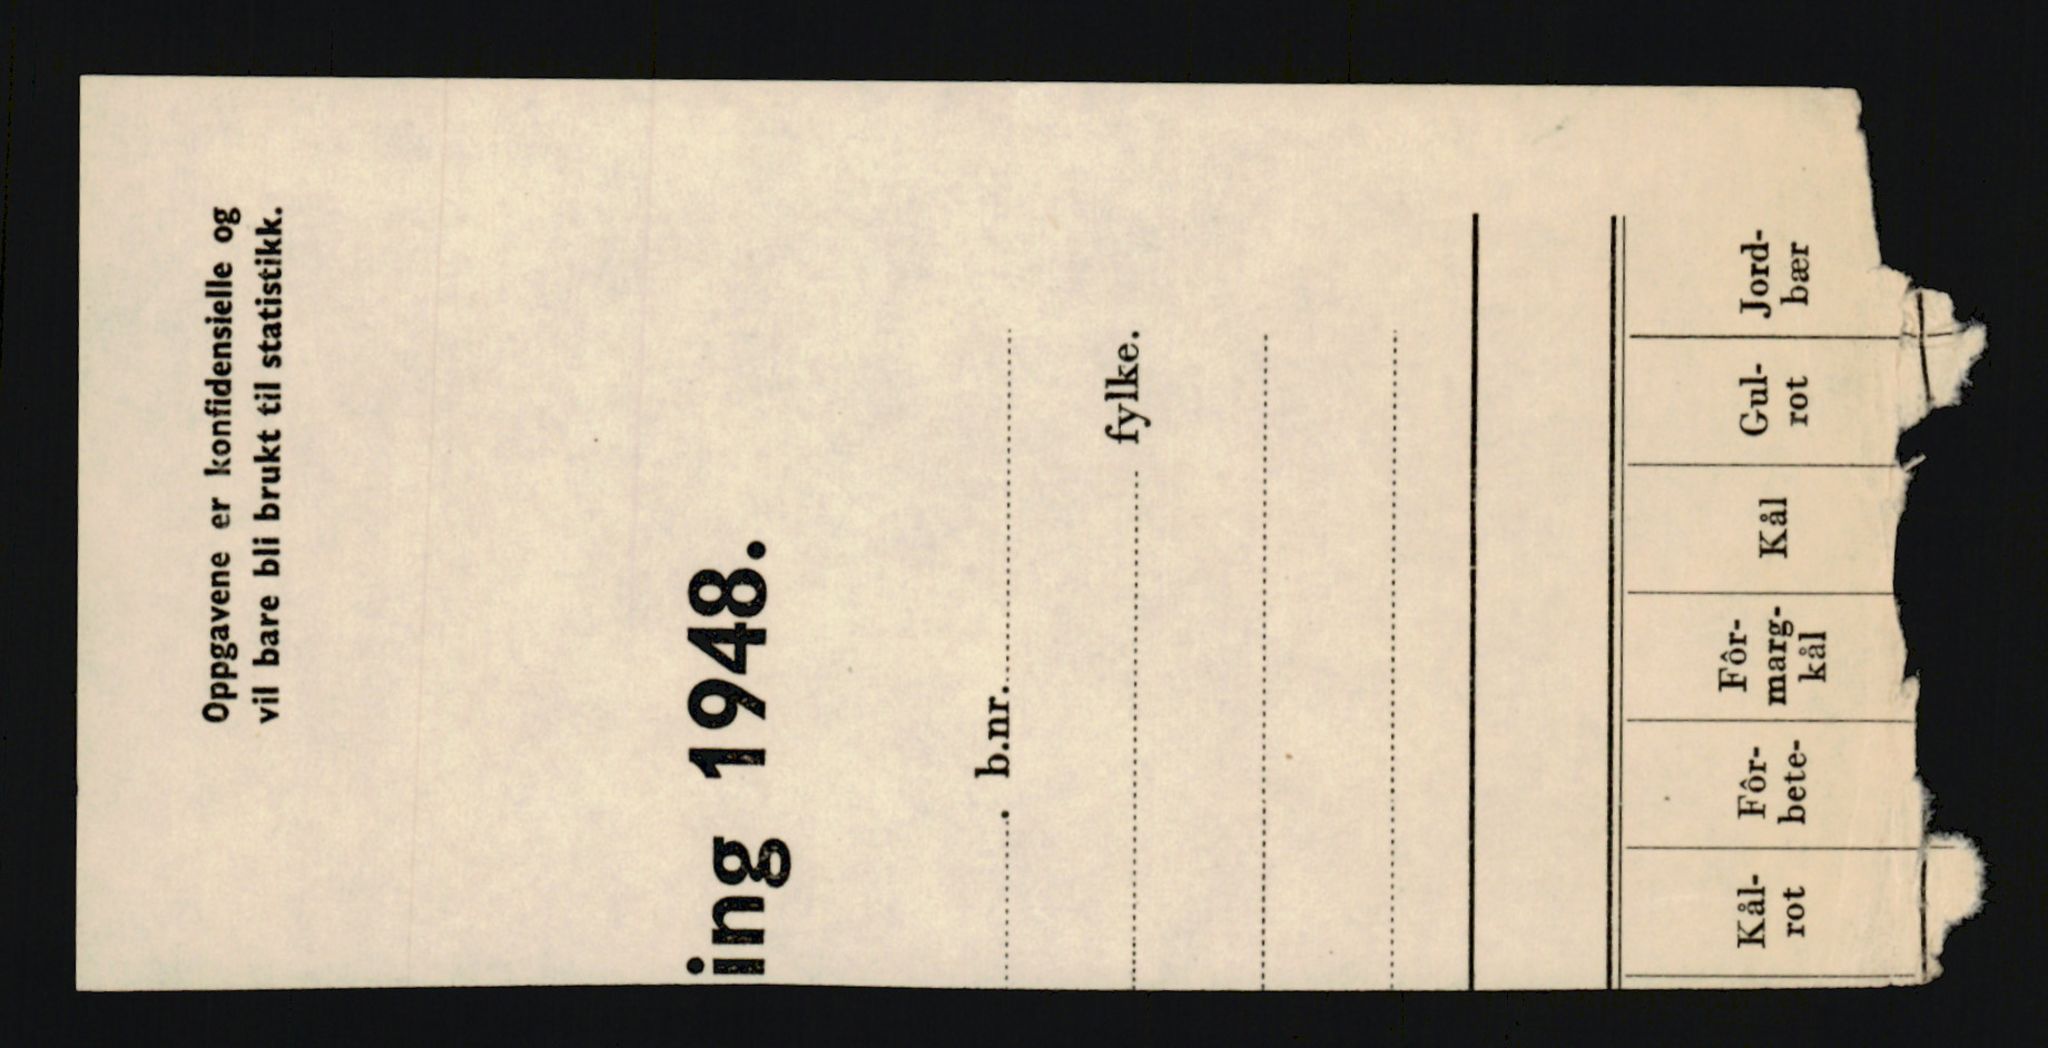 Oppgavene er konfidensielle og
vil bare bli brukt til statistikk.
ing 1948.
. b.nr.
fylke.
Kål-
rot
Fôr-
bete-
Fôr-
marg-
kål
Kål
Gul-
rot
Jord-
bær